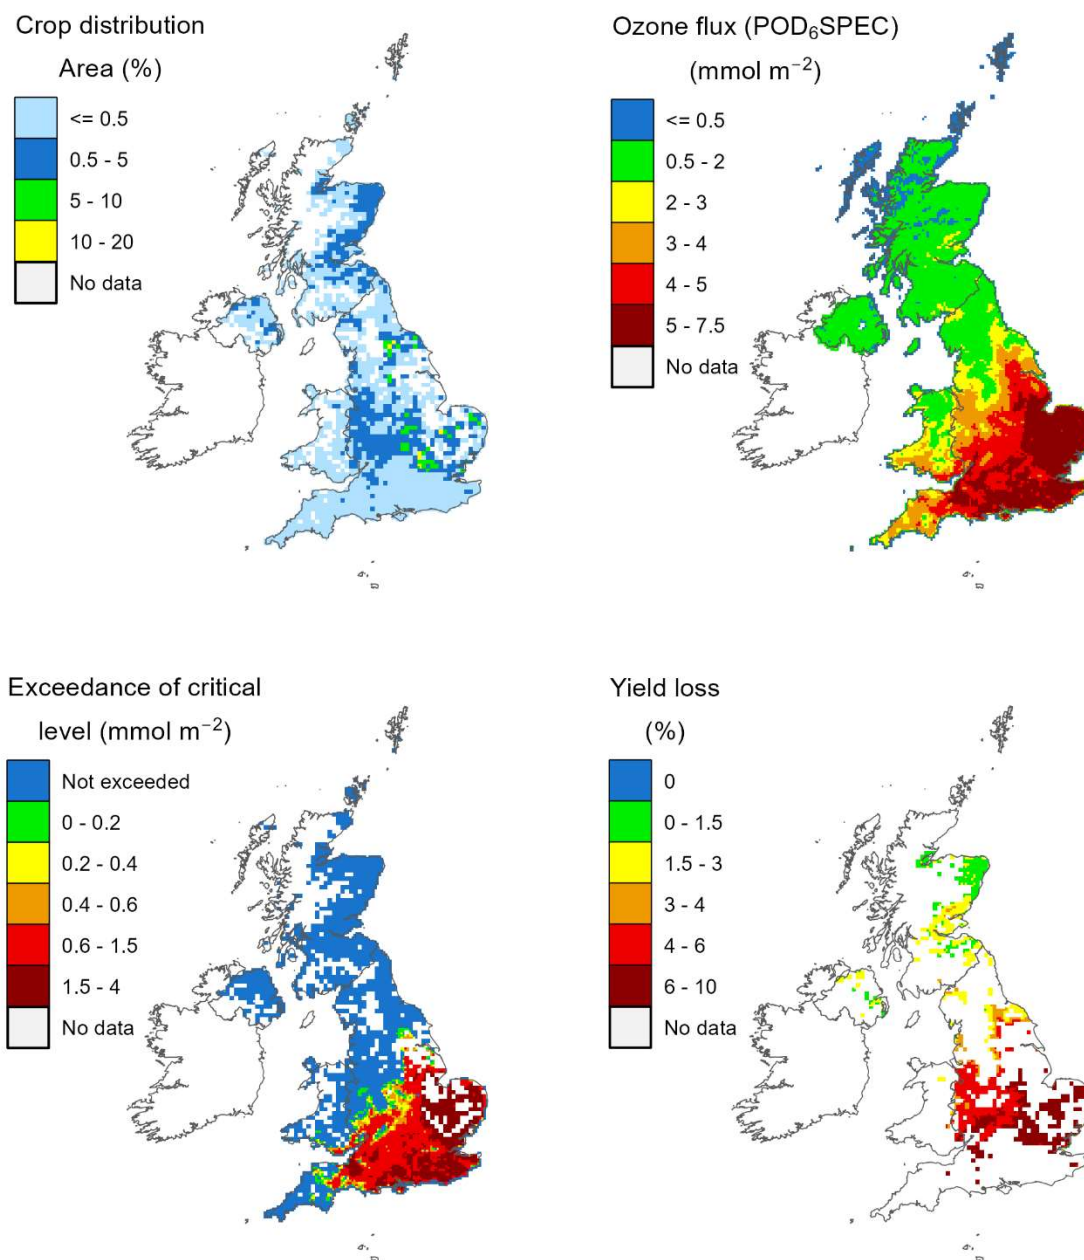 Crop distribution
Area (%)
<= 0.5
0.5 - 5
5 - 10
10 - 20
No data
Ozone flux (POD₆SPEC)
(mmol m⁻²)
<= 0.5
0.5 - 2
2 - 3
3 - 4
4 - 5
5 - 7.5
No data
Exceedance of critical
level (mmol m⁻²)
Not exceeded
0 - 0.2
0.2 - 0.4
0.4 - 0.6
0.6 - 1.5
1.5 - 4
No data
Yield loss
(%)
0
0 - 1.5
1.5 - 3
3 - 4
4 - 6
6 - 10
No data